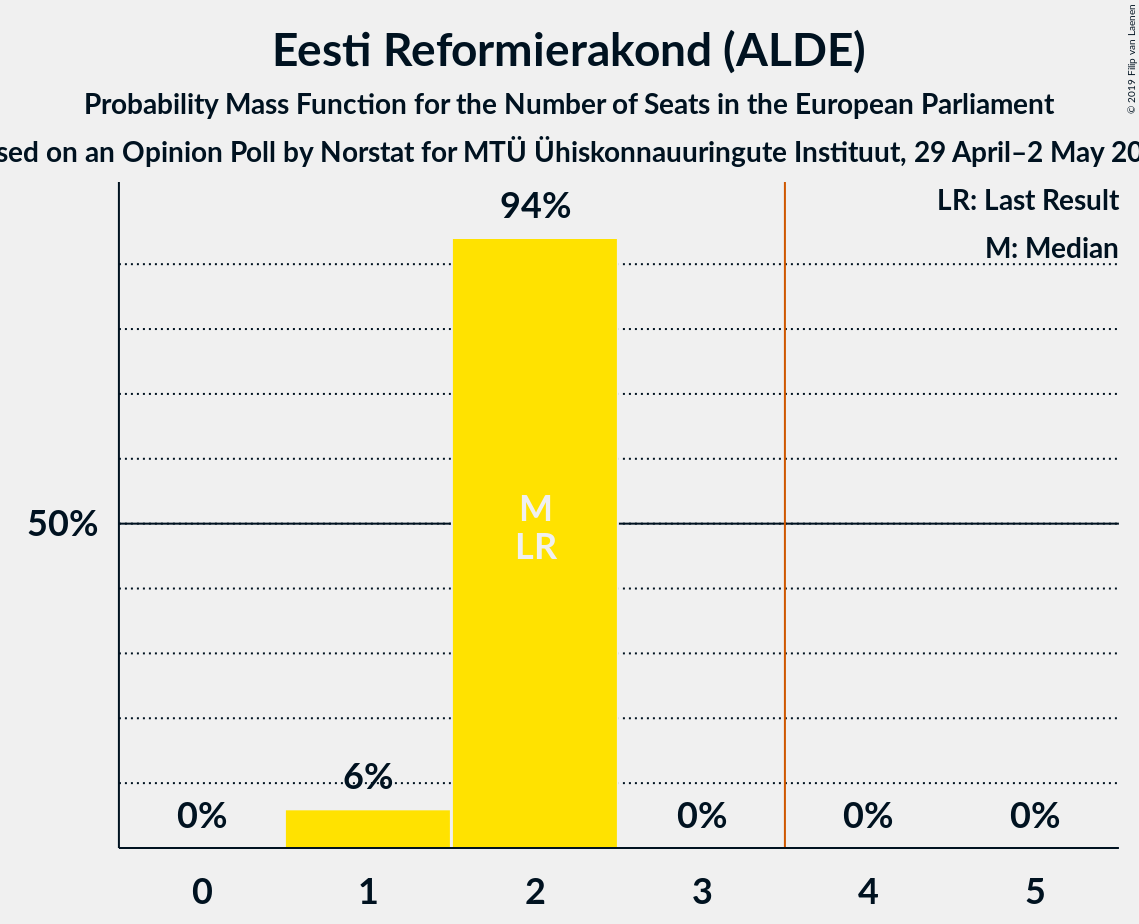 Eesti Reformierakond (ALDE)
Probability Mass Function for the Number of Seats in the European Parliament
on an Opinion Poll by Norstat for MTÜ Ühiskonnauuringute Instituut, 29 April–2 May
© 2019 Filip van Laenen
LR: Last Result
M: Median
94%
50%
M
LR
6%
0%
0%
0%
0%
0 1 2 3 4 5